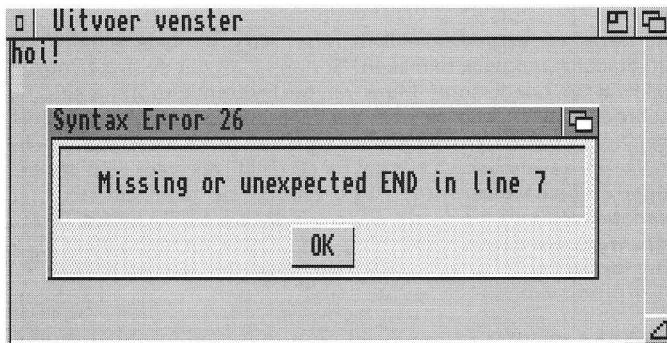 Uitvoer venster
hoi!
Syntax Error 26
Missing or unexpected END in line 7
OK